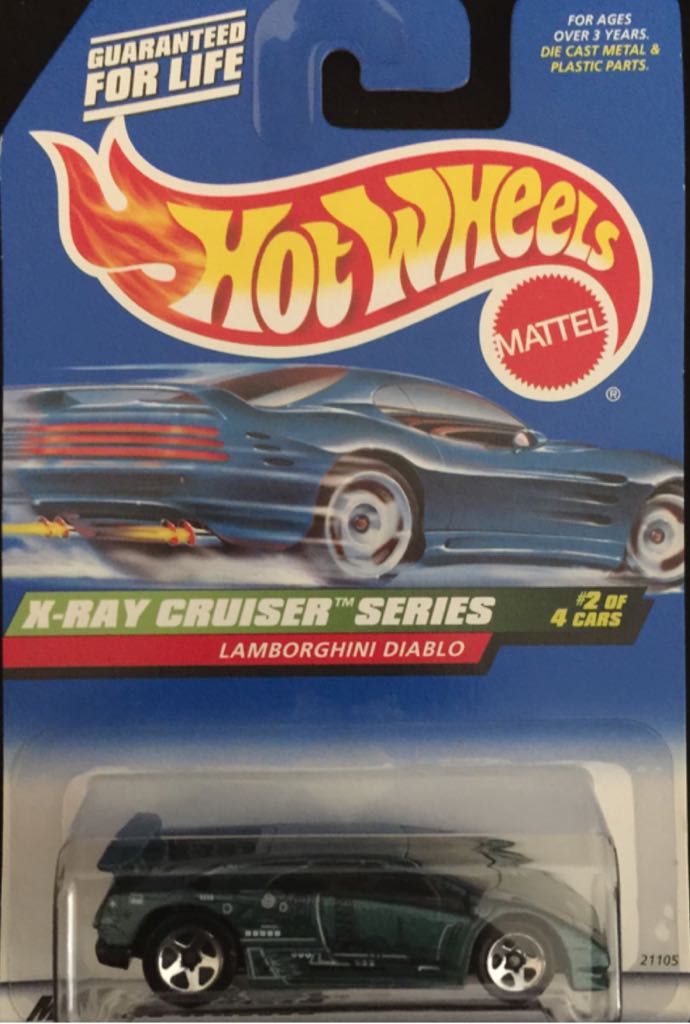 GUARANTEED
FOR LIFE
FOR AGES
OVER 3 YEARS.
DIE CAST METAL &
PLASTIC PARTS.
HOT WHEELS
MATTEL
®
X-RAY CRUISER™ SERIES
#2 OF
4 CARS
LAMBORGHINI DIABLO
21105